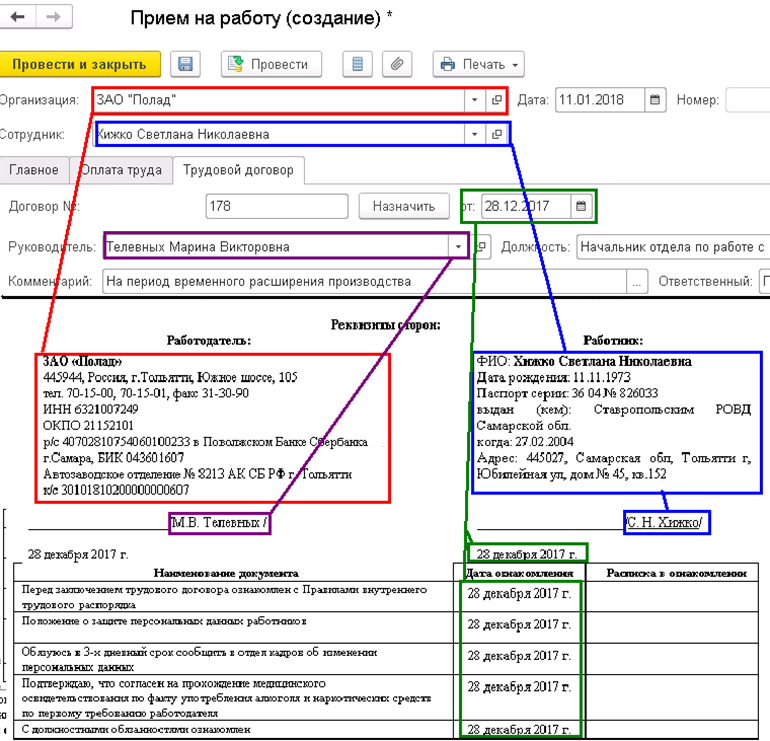 Прием на работу (создание) *
Провести и закрыть Провести Печать
Организация: ЗАО "Полад" Дата: 11.01.2018 Номер:
Сотрудник: Хижко Светлана Николаевна
Главное Оплата труда Трудовой договор
Договор №: 178 Назначить от: 28.12.2017
Руководитель: Телевных Марина Викторовна Должность: Начальник отдела по работе с
Комментарий: На период временного расширения производства ... Ответственный: П
Реквизиты сторон:
Работодатель: Работник:
ЗАО «Полад»
445944, Россия, г.Тольятти, Южное шоссе, 105
тел. 70-15-00, 70-15-01, факс 31-30-90
ИНН 6321007249
ОКПО 21152101
р/с 40702810754060100233 в Поволжском Банке Сбербанка
г.Самара, БИК 043601607
Автозаводское отделение № 8213 АК СБ РФ г. Тольятти
к/с 30101810200000000607
ФИО: Хижко Светлана Николаевна
Дата рождения: 11.11.1973
Паспорт серии: 36 04 № 826033
выдан (кем): Ставропольским РОВД
Самарской обл.
когда: 27.02.2004
Адрес: 445027, Самарская обл, Тольятти г,
Юбилейная ул, дом № 45, кв.152
/М.В. Телевных / /С. Н. Хижко/
28 декабря 2017 г. 28 декабря 2017 г.
Наименование документа Дата ознакомления Расписка в ознакомлении
Перед заключением трудового договора ознакомлен с Правилами внутреннего 28 декабря 2017 г.
трудового распорядка
Положение о защите персональных данных работников 28 декабря 2017 г.
Обязуюсь в 3-х дневный срок сообщить в отдел кадров об изменении 28 декабря 2017 г.
персональных данных
Подтверждаю, что согласен на прохождение медицинского 28 декабря 2017 г.
освидетельствования по факту употребления алкоголя и наркотических средств
по первому требованию работодателя
С должностными обязанностями ознакомлен 28 декабря 2017 г.